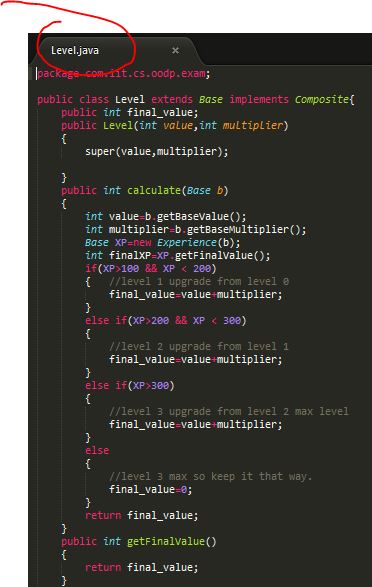 Level.java
package com.iit.cs.oodp.exam;
public class Level extends Base implements Composite{
public int final_value;
public Level(int value,int multiplier)
{
super(value,multiplier);
}
public int calculate(Base b)
{
int value=b.getBaseValue();
int multiplier=b.getBaseMultiplier();
Base XP=new Experience(b);
int finalXP=XP.getFinalValue();
if(XP>100 && XP < 200)
{ //level 1 upgrade from level 0
final_value=value+multiplier;
}
else if(XP>200 && XP < 300)
{
//level 2 upgrade from level 1
final_value=value+multiplier;
}
else if(XP>300)
{
//level 3 upgrade from level 2 max level
final_value=value+multiplier;
}
else
{
//level 3 max so keep it that way.
final_value=0;
}
return final_value;
}
public int getFinalValue()
{
return final_value;
}